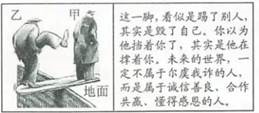 乙 甲
地面
这一脚，看似是踢了别人，
其实是毁了自己。你以为
他挡着你了，其实是他在
撑着你。未来的世界，一
定不属于尔虞我诈的人，
而是属于诚信善良、合作
共赢、懂得感恩的人。